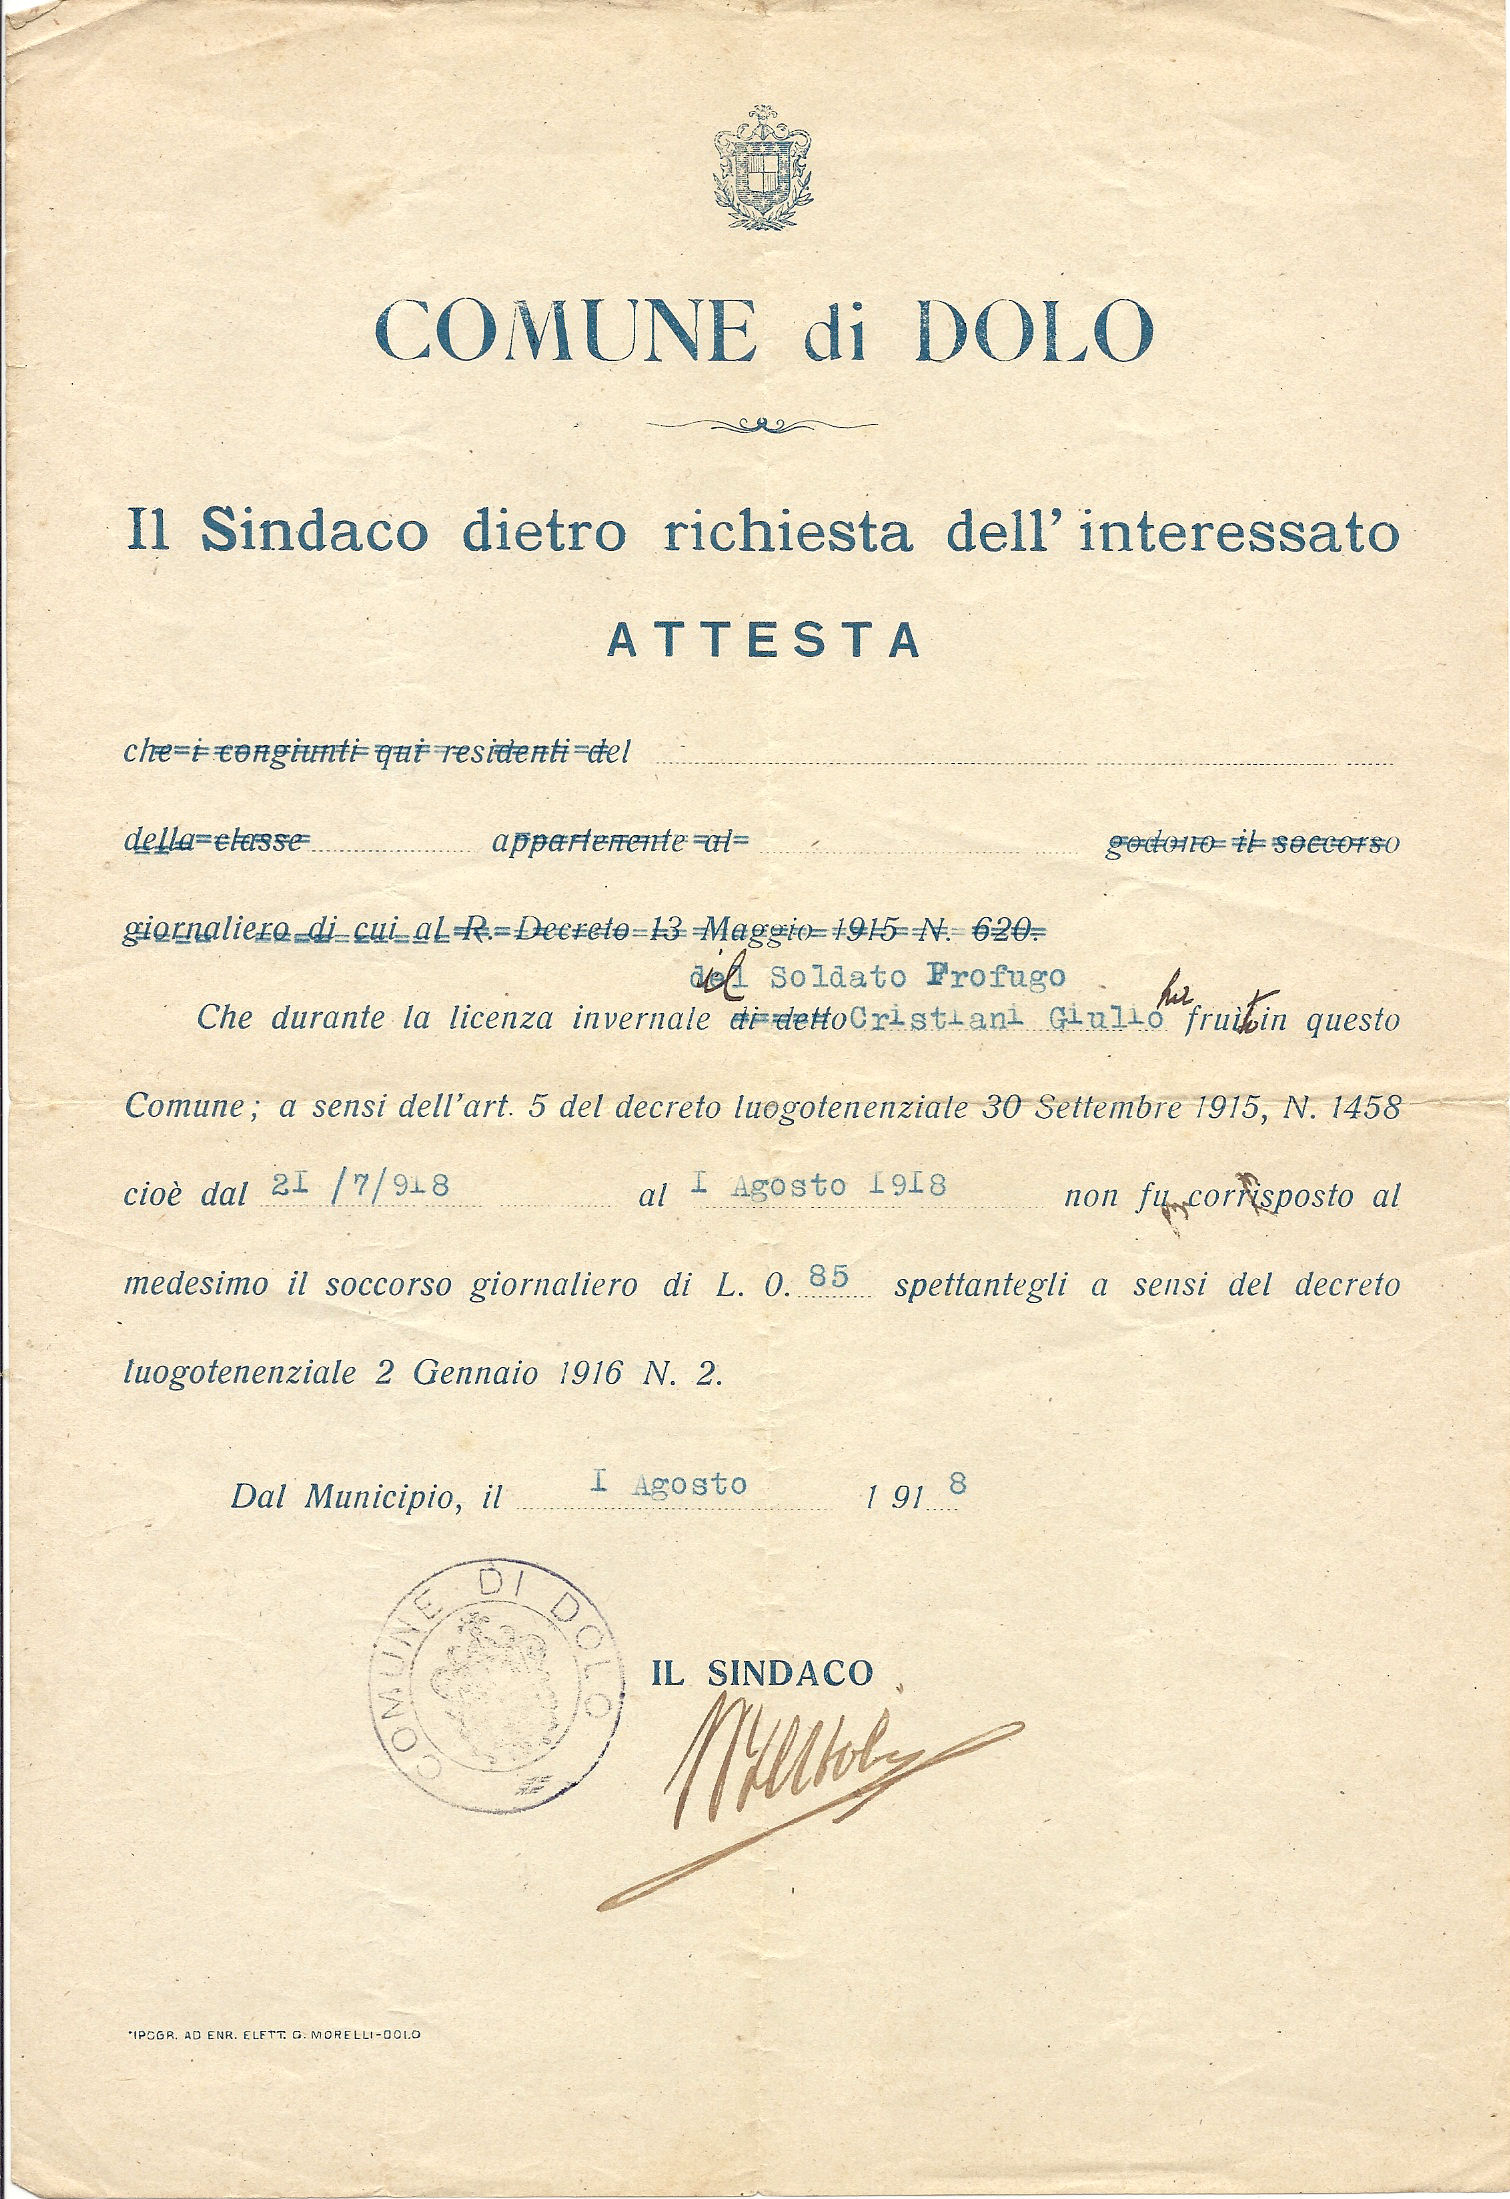 COMUNE di DOLO
Il Sindaco dietro richiesta dell' interessato
ATTESTA
che i congiunti qui residenti del
della classe appartenente al godono il soccorso
giornaliero di cui al R. Decreto 13 Maggio 1915 N. 620.
il Soldato Profugo
Che durante la licenza invernale di detto Cristiani Giulio ha fruito in questo
Comune; a sensi dell'art. 5 del decreto luogotenenziale 30 Settembre 1915, N. 1458
cioè dal 21 /7/918 al I Agosto 1918 non fu corrisposto al
medesimo il soccorso giornaliero di L. 0. 85 spettantegli a sensi del decreto
luogotenenziale 2 Gennaio 1916 N. 2.
Dal Municipio, il I Agosto 191 8
COMUNE DI DOLO
IL SINDACO
TIPOGR. AD ENR. ELETT. G. MORELLI-DOLO